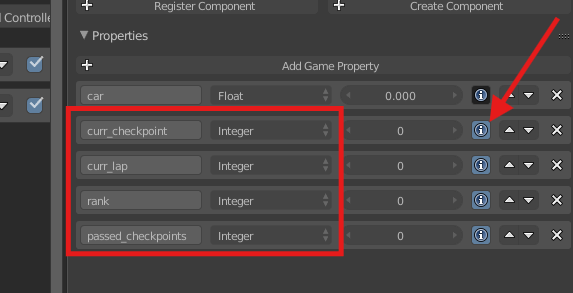 Controlle
Register Component
Create Component
Properties
Add Game Property
car Float 0.000
curr_checkpoint Integer 0
curr_lap Integer 0
rank Integer 0
passed_checkpoints Integer 0